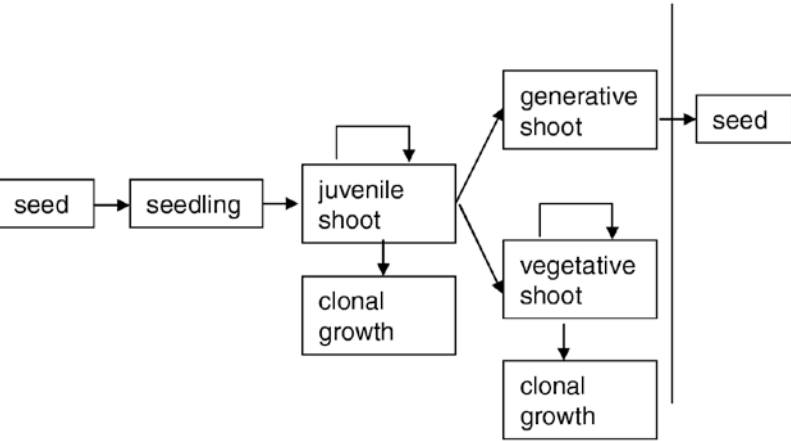 seed
seedling
juvenile
shoot
clonal
growth
generative
shoot
vegetative
shoot
clonal
growth
seed